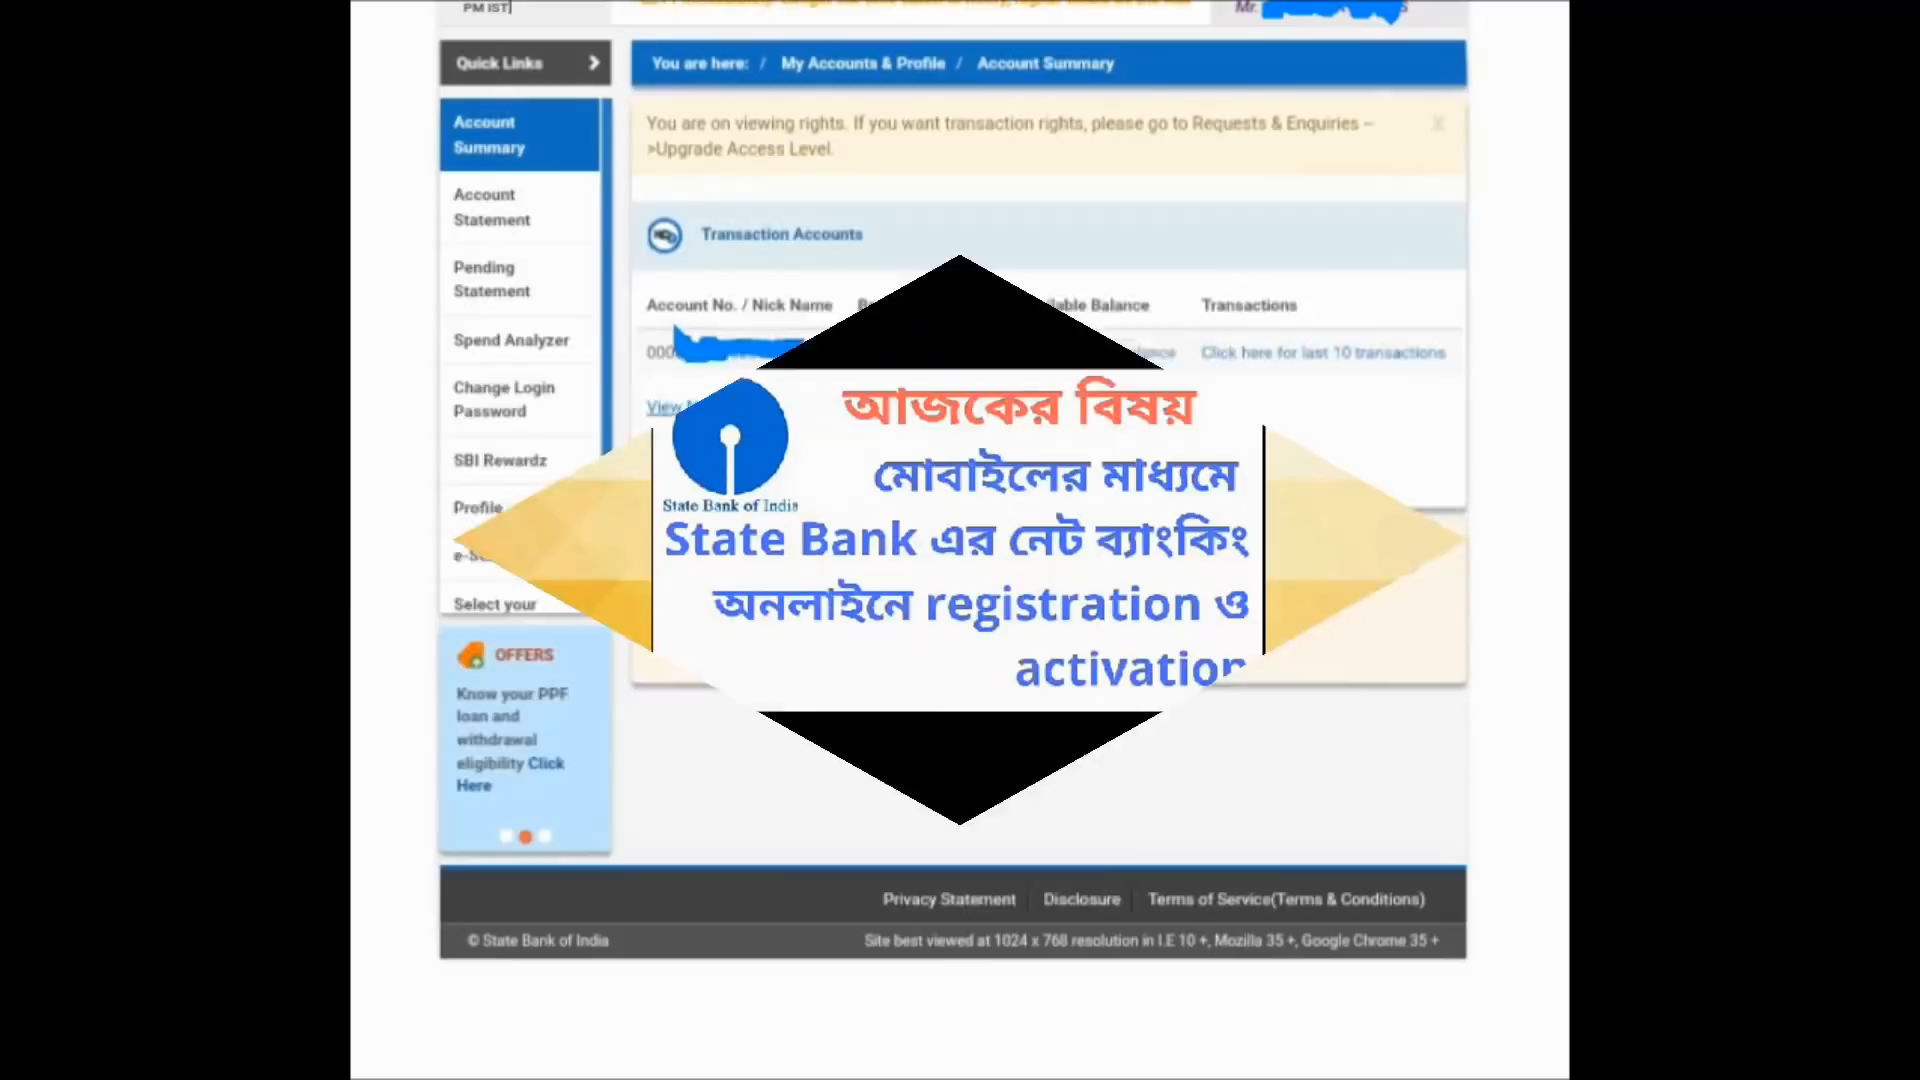 PM IST
Mr.
Quick Links
You are here: / My Accounts & Profile / Account Summary
Account
Summary
You are on viewing rights. If you want transaction rights, please go to Requests & Enquiries –
>Upgrade Access Level.
X
Account
Statement
Transaction Accounts
Pending
Statement
Account No. / Nick Name
Balance
Transactions
Spend Analyzer
000
Click here for last 10 transactions
Change Login
Password
View
SBI Rewardz
Profile
Select your
State Bank of India
আজকের বিষয়
মোবাইলের মাধ্যমে
State Bank এর নেট ব্যাংকিং
অনলাইনে registration ও
activation
OFFERS
Know your PPF
loan and
withdrawal
eligibility Click
Here
Privacy Statement
Disclosure
Terms of Service(Terms & Conditions)
© State Bank of India
Site best viewed at 1024 x 768 resolution in I.E 10 +, Mozilla 35 +, Google Chrome 35 +